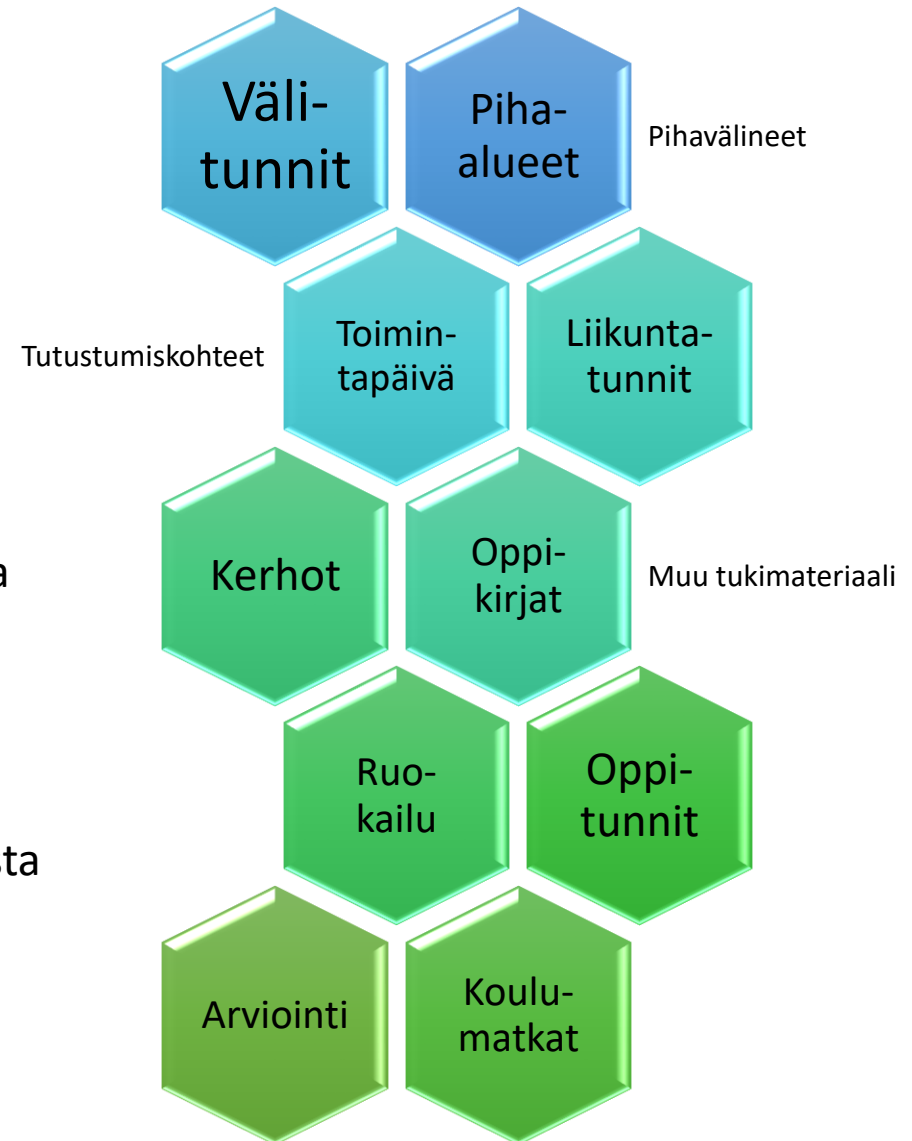 Väli-
tunnit
Piha-
alueet
Pihavälineet
Tutustumiskohteet
Toimin-
tapäivä
Liikunta-
tunnit
Kerhot
Oppi-
kirjat
Muu tukimateriaali
Ruo-
kailu
Oppi-
tunnit
Arviointi
Koulu-
matkat